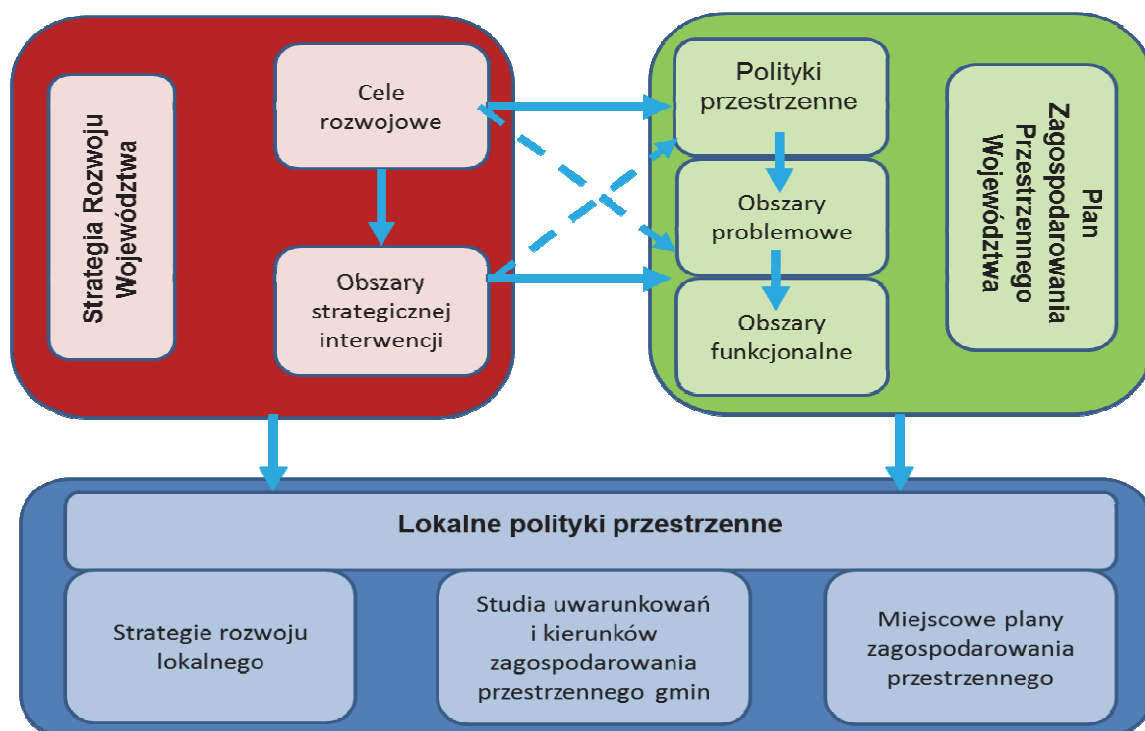 Strategia Rozwoju
Województwa
Cele
rozwojowe
Obszary
strategicznej
interwencji
Polityki
przestrzenne
Obszary
problemowe
Obszary
funkcjonalne
Plan
Zagospodarowania
Przestrzennego
Województwa
Lokalne polityki przestrzenne
Strategie rozwoju
lokalnego
Studia uwarunkowań
i kierunków
zagospodarowania
przestrzennego gmin
Miejscowe plany
zagospodarowania
przestrzennego